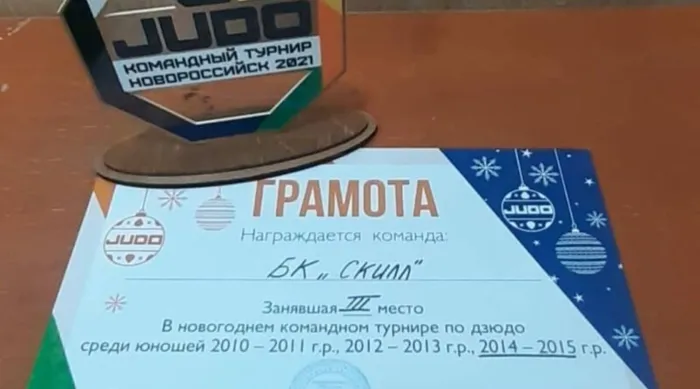 JUDO
КОМАНДНЫЙ ТУРНИР
НОВОРОССИЙСК 2021
ГРАМОТА
Награждается команда:
БК „СКИЛЛ"
Занявшая III место
В новогоднем командном турнире по дзюдо
среди юношей 2010 – 2011 г.р., 2012 – 2013 г.р., 2014 – 2015 г.р.
JUDO
JUDO